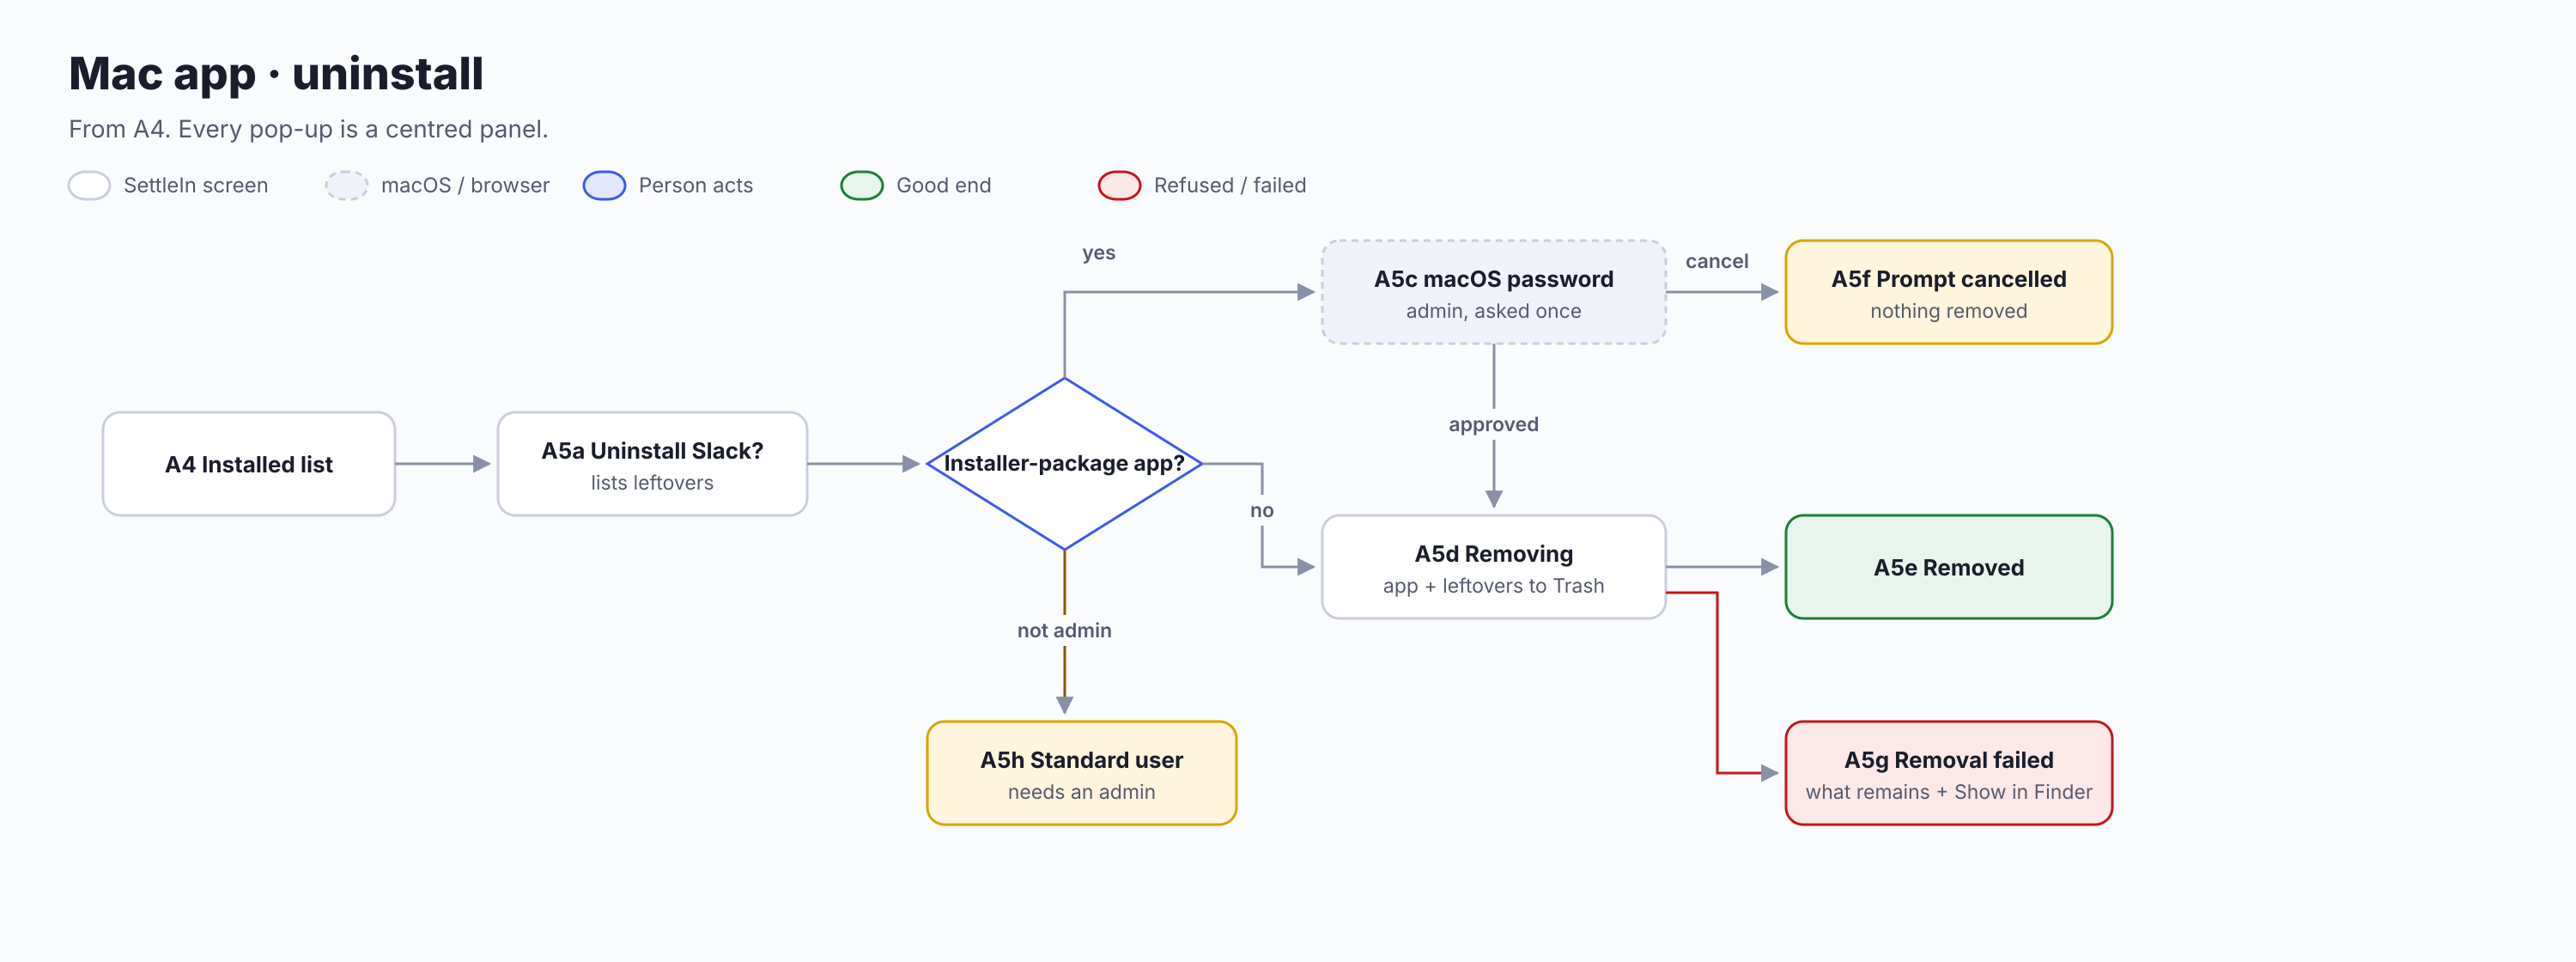 Mac app · uninstall
From A4. Every pop-up is a centred panel.
SettleIn screen
macOS / browser
Person acts
Good end
Refused / failed
yes
A5c macOS password
admin, asked once
cancel
A5f Prompt cancelled
nothing removed
approved
A4 Installed list
A5a Uninstall Slack?
lists leftovers
Installer-package app?
no
A5d Removing
app + leftovers to Trash
A5e Removed
not admin
A5h Standard user
needs an admin
A5g Removal failed
what remains + Show in Finder